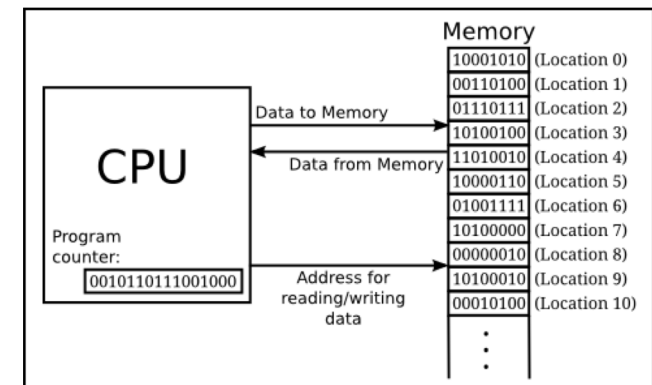 Memory
10001010 (Location 0)
00110100 (Location 1)
01110111 (Location 2)
10100100 (Location 3)
11010010 (Location 4)
10000110 (Location 5)
01001111 (Location 6)
10100000 (Location 7)
00000010 (Location 8)
10100010 (Location 9)
00010100 (Location 10)
CPU
Program
counter:
0010110111001000
Data to Memory
Data from Memory
Address for
reading/writing
data